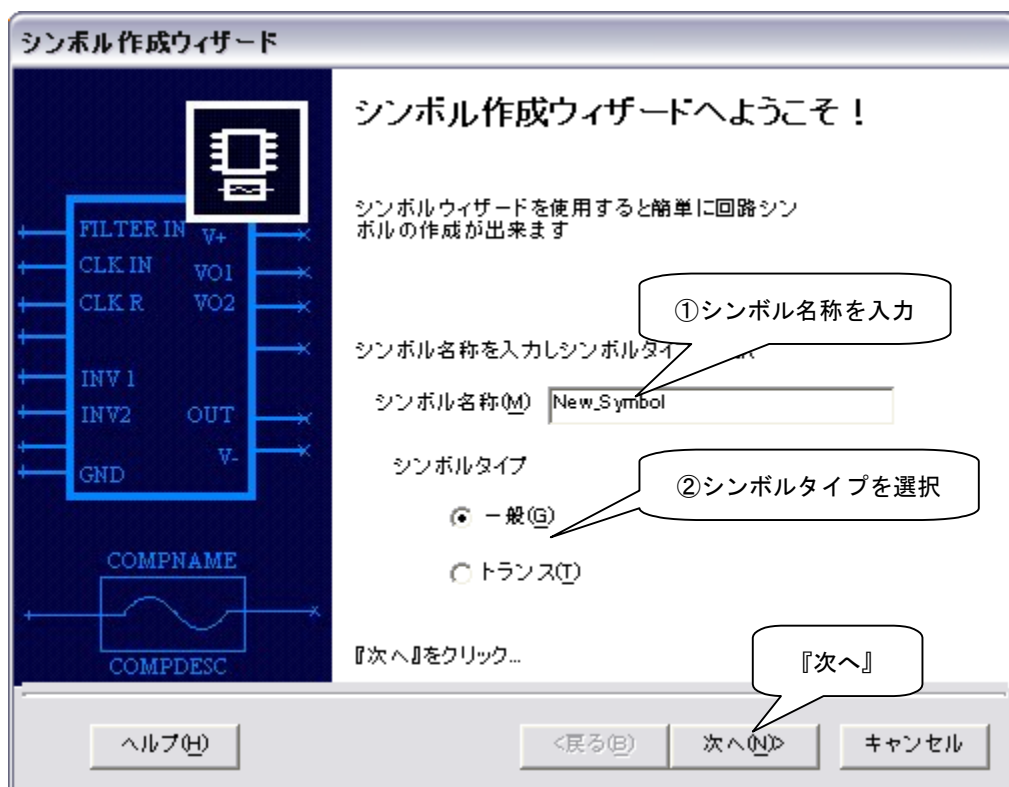 シンボル作成ウィザード
シンボル作成ウィザードへようこそ！
シンボルウィザードを使用すると簡単に回路シン
ボルの作成が出来ます
①シンボル名称を入力
シンボル名称を入力しシンボルタイ
シンボル名称(M) New_Symbol
シンボルタイプ
②シンボルタイプを選択
一般(G)
トランス(T)
『次へ』をクリック...
『次へ』
FILTER IN V+
CLK IN VO1
CLK R VO2
INV 1
INV2 OUT
V-
GND
COMPNAME
COMPDESC
ヘルプ(H) <戻る(B) 次へ(N)> キャンセル